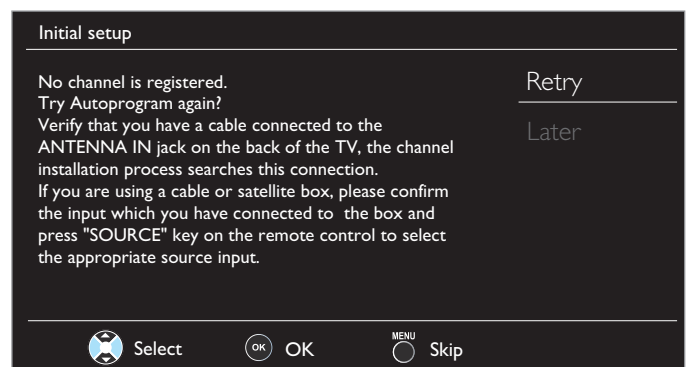 Initial setup
No channel is registered.
Try Autoprogram again?
Verify that you have a cable connected to the
ANTENNA IN jack on the back of the TV, the channel
installation process searches this connection.
If you are using a cable or satellite box, please confirm
the input which you have connected to the box and
press "SOURCE" key on the remote control to select
the appropriate source input.
Retry
Later
Select
OK OK
MENU Skip